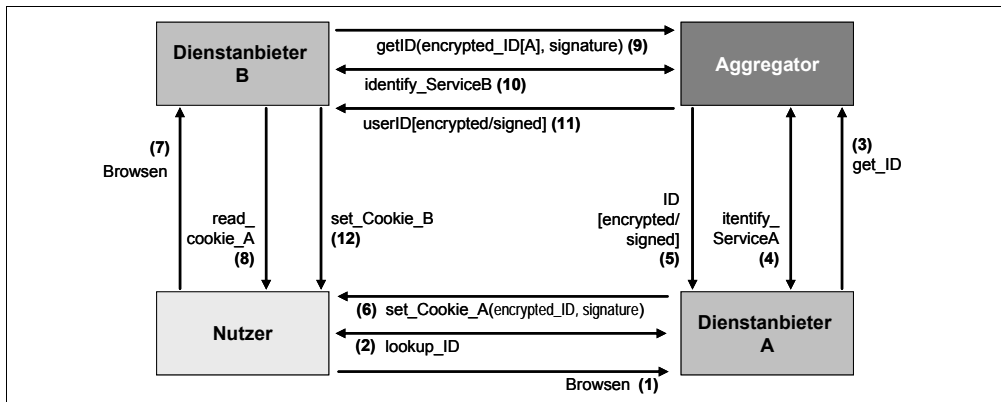 Dienstanbieter
B
getID(encrypted_ID[A], signature) (9)
identify_ServiceB (10)
userID[encrypted/signed] (11)
Aggregator
(7)
Browsen
read_
cookie_A
(8)
set_Cookie_B
(12)
ID
[encrypted/
signed]
(5)
itentify_
ServiceA
(4)
(3)
get_ID
Nutzer
(6) set_Cookie_A(encrypted_ID, signature)
(2) lookup_ID
Browsen (1)
Dienstanbieter
A